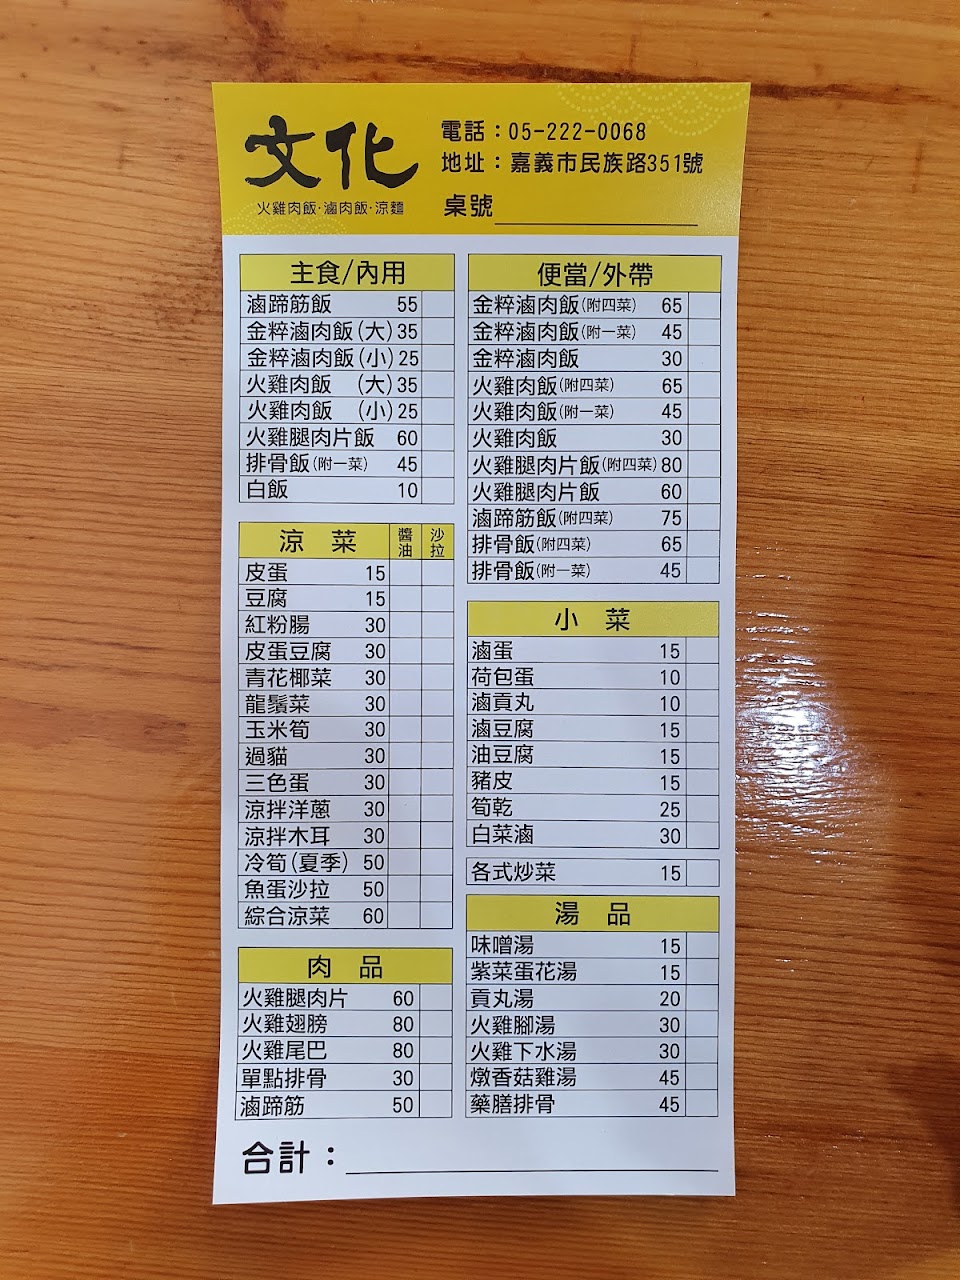 文化
火雞肉飯·滷肉飯·涼麵
電話：05-222-0068
地址：嘉義市民族路351號
桌號
主食/內用
滷蹄筋飯 55
金粹滷肉飯(大)35
金粹滷肉飯(小)25
火雞肉飯 (大)35
火雞肉飯 (小)25
火雞腿肉片飯 60
排骨飯(附一菜) 45
白飯 10
涼 菜 醬油 沙拉
皮蛋 15
豆腐 15
紅粉腸 30
皮蛋豆腐 30
青花椰菜 30
龍鬚菜 30
玉米筍 30
過貓 30
三色蛋 30
涼拌洋蔥 30
涼拌木耳 30
冷筍(夏季) 50
魚蛋沙拉 50
綜合涼菜 60
肉 品
火雞腿肉片 60
火雞翅膀 80
火雞尾巴 80
單點排骨 30
滷蹄筋 50
便當/外帶
金粹滷肉飯(附四菜) 65
金粹滷肉飯(附一菜) 45
金粹滷肉飯 30
火雞肉飯(附四菜) 65
火雞肉飯(附一菜) 45
火雞肉飯 30
火雞腿肉片飯(附四菜)80
火雞腿肉片飯 60
滷蹄筋飯(附四菜) 75
排骨飯(附四菜) 65
排骨飯(附一菜) 45
小 菜
滷蛋 15
荷包蛋 10
滷貢丸 10
滷豆腐 15
油豆腐 15
豬皮 15
筍乾 25
白菜滷 30
各式炒菜 15
湯 品
味噌湯 15
紫菜蛋花湯 15
貢丸湯 20
火雞腳湯 30
火雞下水湯 30
燉香菇雞湯 45
藥膳排骨 45
合計：